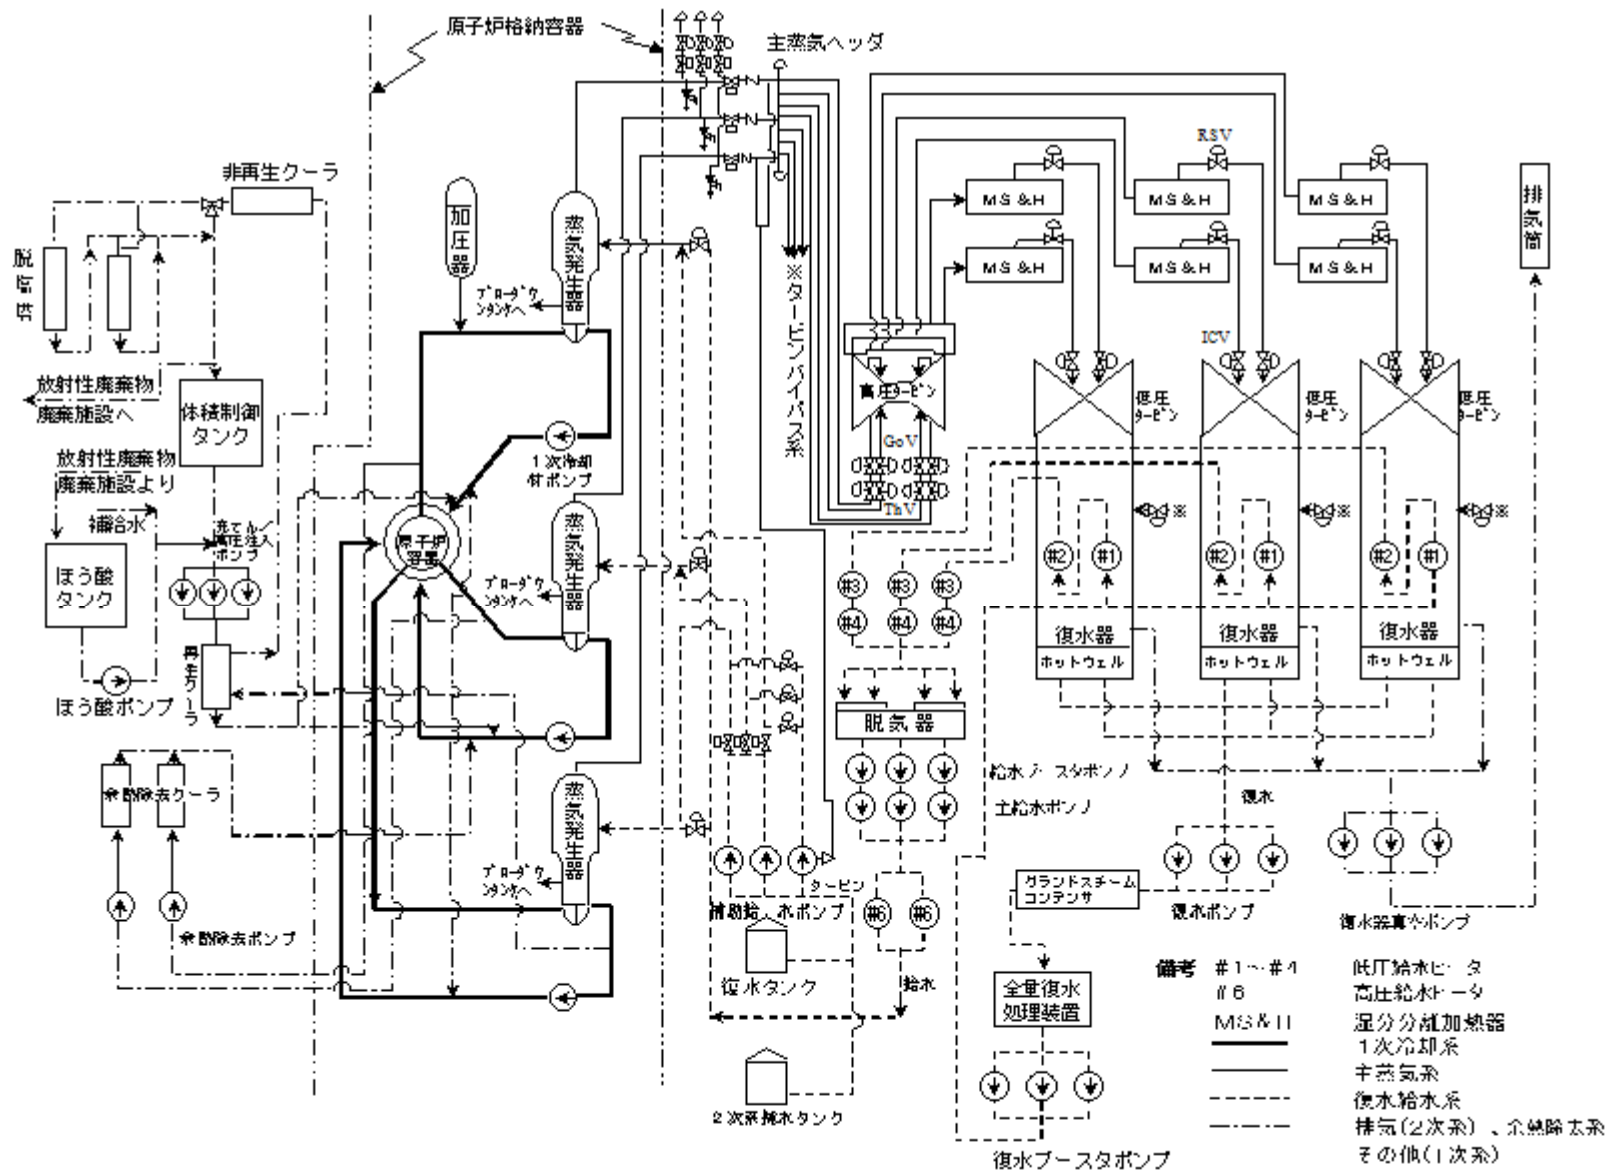 原子炉格納容器
主蒸気ヘッダ
非再生クーラ
加圧器
蒸気発生器
ブローダウンタンクへ
放射性廃棄物
廃棄施設へ
体積制御
タンク
放射性廃棄物
廃棄施設より
補給水
充てん/
高圧注入
ポンプ
ほう酸
タンク
ほう酸ポンプ
再生クーラ
1次冷却
材ポンプ
原子炉
容器
蒸気発生器
ブローダウンタンクへ
蒸気発生器
ブローダウンタンクへ
余熱除去クーラ
余熱除去ポンプ
※タービンバイパス系
RSV
MS&H
MS&H
MS&H
MS&H
MS&H
MS&H
排気筒
ICV
高圧タービン
GoV
ThV
低圧
タービン
低圧
タービン
低圧
タービン
※
※
※
#2
#1
#2
#1
#2
#1
#3
#3
#3
#4
#4
#4
復水器
ホットウェル
復水器
ホットウェル
復水器
ホットウェル
脱気器
給水ブースタポンプ
主給水ポンプ
復水
タービン
補助給水ポンプ
#6
#6
給水
グランドスチーム
コンデンサ
復水ポンプ
復水器真空ポンプ
復水タンク
全量復水
処理装置
2次系純水タンク
復水ブースタポンプ
備考
#1~#4 低圧給水ヒータ
#6 高圧給水ヒータ
MS&H 湿分分離加熱器
1次冷却系
主蒸気系
復水給水系
排気(2次系)、余熱除去系
その他(1次系)